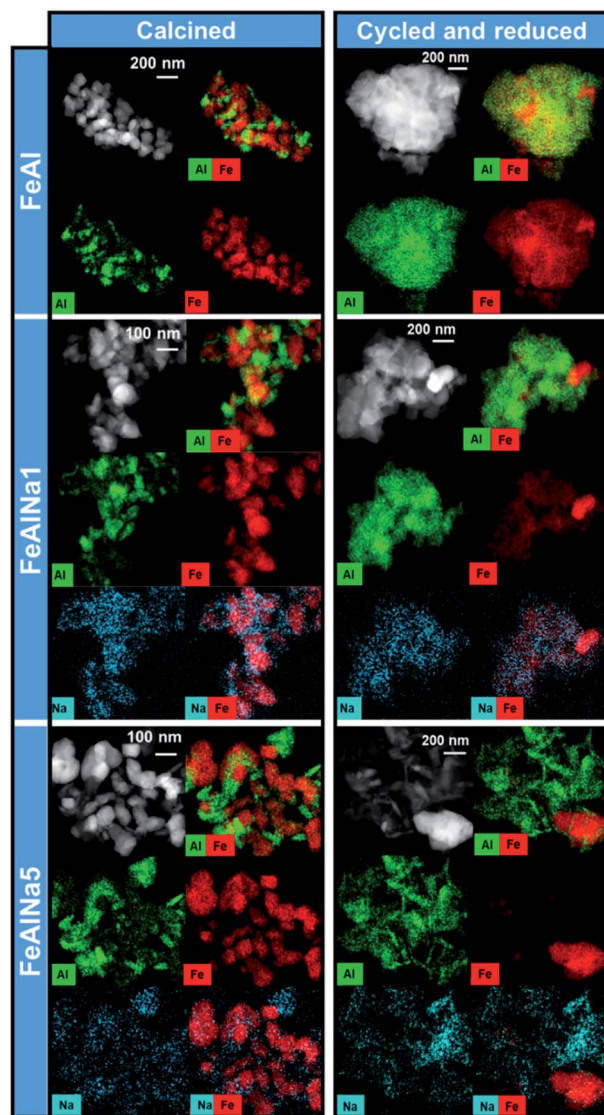 Calcined
Cycled and reduced
FeAl
200 nm
Al Fe
Al
Fe
200 nm
Al Fe
Al
Fe
FeAlNa1
100 nm
Al Fe
Al
Fe
Na
Na Fe
200 nm
Al Fe
Al
Fe
Na
Na Fe
FeAlNa5
100 nm
Al Fe
Al
Fe
Na
Na Fe
200 nm
Al Fe
Al
Fe
Na
Na Fe